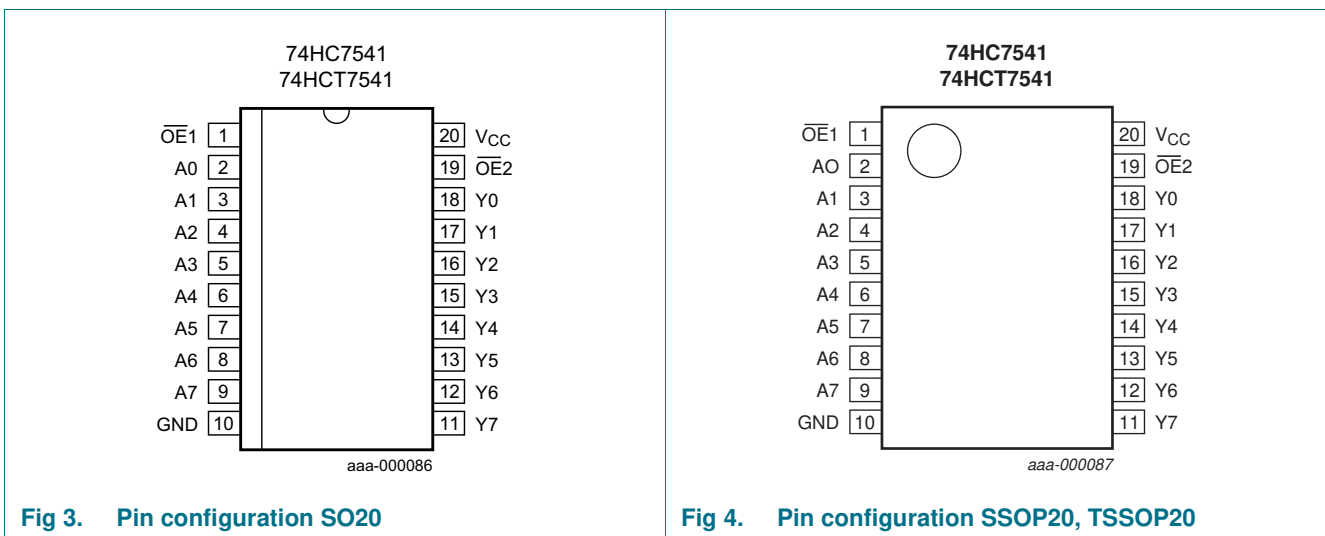 74HC7541
74HCT7541
O̅E̅1 1
A0 2
A1 3
A2 4
A3 5
A4 6
A5 7
A6 8
A7 9
GND 10
20 VCC
19 O̅E̅2
18 Y0
17 Y1
16 Y2
15 Y3
14 Y4
13 Y5
12 Y6
11 Y7
aaa-000086
Fig 3. Pin configuration SO20
74HC7541
74HCT7541
O̅E̅1 1
AO 2
A1 3
A2 4
A3 5
A4 6
A5 7
A6 8
A7 9
GND 10
20 VCC
19 O̅E̅2
18 Y0
17 Y1
16 Y2
15 Y3
14 Y4
13 Y5
12 Y6
11 Y7
aaa-000087
Fig 4. Pin configuration SSOP20, TSSOP20